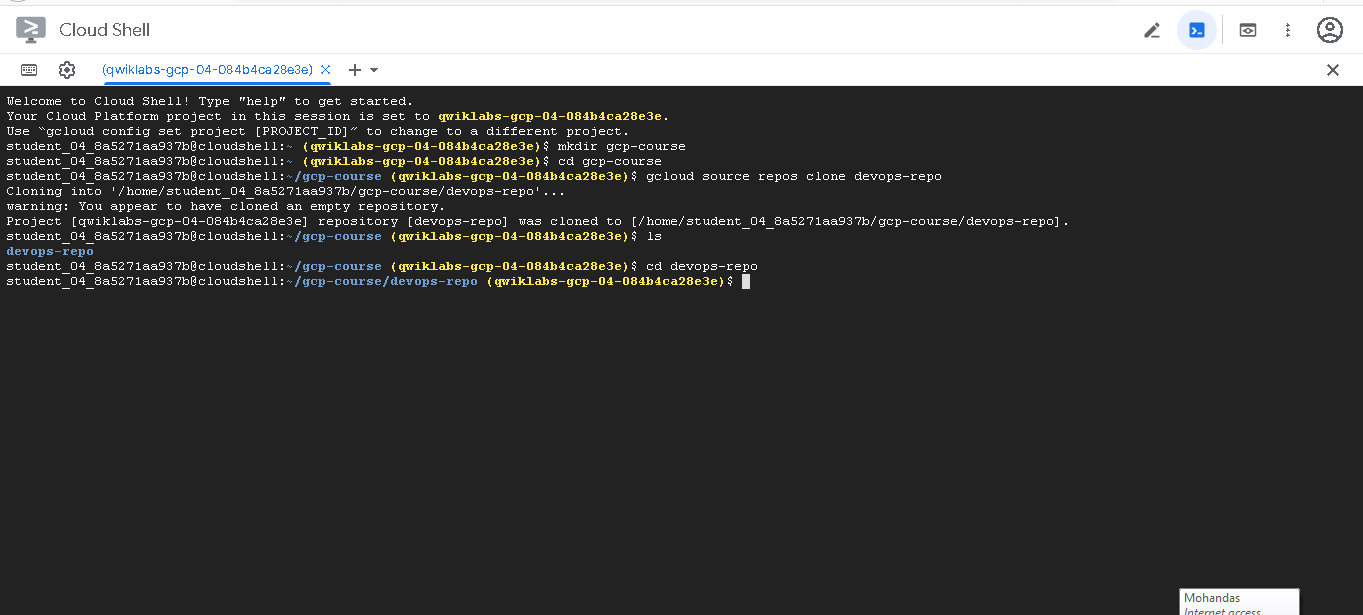 Cloud Shell
(qwiklabs-gcp-04-084b4ca28e3e)
Welcome to Cloud Shell! Type "help" to get started.
Your Cloud Platform project in this session is set to qwiklabs-gcp-04-084b4ca28e3e.
Use “gcloud config set project [PROJECT_ID]” to change to a different project.
student_04_8a5271aa937b@cloudshell:~ (qwiklabs-gcp-04-084b4ca28e3e)$ mkdir gcp-course
student_04_8a5271aa937b@cloudshell:~ (qwiklabs-gcp-04-084b4ca28e3e)$ cd gcp-course
student_04_8a5271aa937b@cloudshell:~/gcp-course (qwiklabs-gcp-04-084b4ca28e3e)$ gcloud source repos clone devops-repo
Cloning into '/home/student_04_8a5271aa937b/gcp-course/devops-repo'...
warning: You appear to have cloned an empty repository.
Project [qwiklabs-gcp-04-084b4ca28e3e] repository [devops-repo] was cloned to [/home/student_04_8a5271aa937b/gcp-course/devops-repo].
student_04_8a5271aa937b@cloudshell:~/gcp-course (qwiklabs-gcp-04-084b4ca28e3e)$ ls
devops-repo
student_04_8a5271aa937b@cloudshell:~/gcp-course (qwiklabs-gcp-04-084b4ca28e3e)$ cd devops-repo
student_04_8a5271aa937b@cloudshell:~/gcp-course/devops-repo (qwiklabs-gcp-04-084b4ca28e3e)$
Mohandas
Internet access